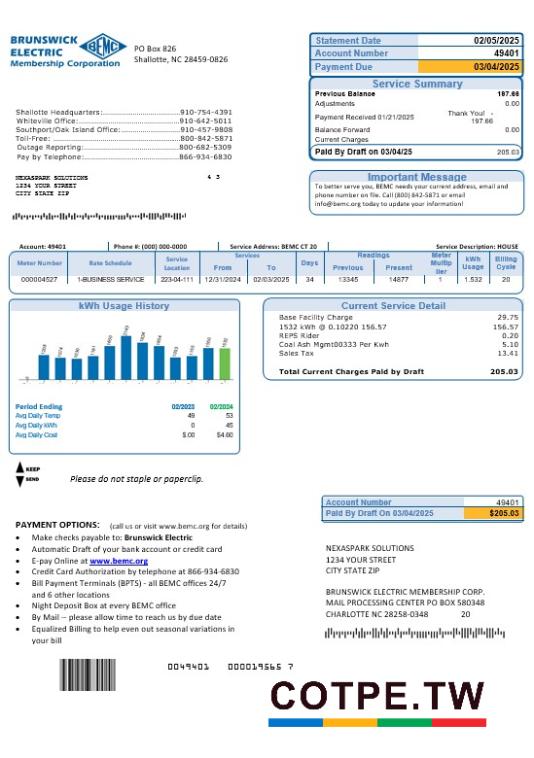 BRUNSWICK
ELECTRIC
BEMC
Membership Corporation
PO Box 826
Shallotte, NC 28459-0826
Statement Date 02/05/2025
Account Number 49401
Payment Due 03/04/2025
Service Summary
Previous Balance 197.66
Adjustments 0.00
Payment Received 01/21/2025 Thank You! -
197.66
Balance Forward 0.00
Current Charges
Paid By Draft on 03/04/25 205.03
Shallotte Headquarters:...................910-754-4391
Whiteville Office:...................910-642-5011
Southport/Oak Island Office:...................910-457-9808
Toll-Free:...................800-842-5871
Outage Reporting:...................800-682-5309
Pay by Telephone:...................866-934-6830
Important Message
To better serve you, BEMC needs your current address, email and
phone number on file. Call (800) 842-5871 or email
info@bemc.org today to update your information!
NEXASPARK SOLUTIONS 4 3
1234 YOUR STREET
CITY STATE ZIP
Account: 49401 Phone #: (000) 000-0000 Service Address: BEMC CT 20 Service Description: HOUSE
Meter Number Rate Schedule Service Location Services From To Days Readings Previous Present Meter Multip lier kWh Usage Billing Cycle
000004527 1-BUSINESS SERVICE 223-04-111 12/31/2024 02/03/2025 34 13345 14877 1 1.532 20
kWh Usage History
Period Ending 02/2023 02/2024
Avg Daily Temp 49 53
Avg Daily kWh 0 45
Avg Daily Cost $.00 $4.60
Current Service Detail
Base Facility Charge 29.75
1532 kWh @ 0.10220 156.57 156.57
REPS Rider 0.20
Coal Ash Mgmt00333 Per Kwh 5.10
Sales Tax 13.41
Total Current Charges Paid by Draft 205.03
KEEP
SEND
Please do not staple or paperclip.
Account Number 49401
Paid By Draft On 03/04/2025 $205.03
PAYMENT OPTIONS: (call us or visit www.bemc.org for details)
• Make checks payable to: Brunswick Electric
• Automatic Draft of your bank account or credit card
• E-pay Online at www.bemc.org
• Credit Card Authorization by telephone at 866-934-6830
• Bill Payment Terminals (BPTS) - all BEMC offices 24/7
and 6 other locations
• Night Deposit Box at every BEMC office
• By Mail -- please allow time to reach us by due date
• Equalized Billing to help even out seasonal variations in
your bill
NEXASPARK SOLUTIONS
1234 YOUR STREET
CITY STATE ZIP
BRUNSWICK ELECTRIC MEMBERSHIP CORP.
MAIL PROCESSING CENTER PO BOX 580348
CHARLOTTE NC 28258-0348 20
0049401 000019565 7
COTPE.TW